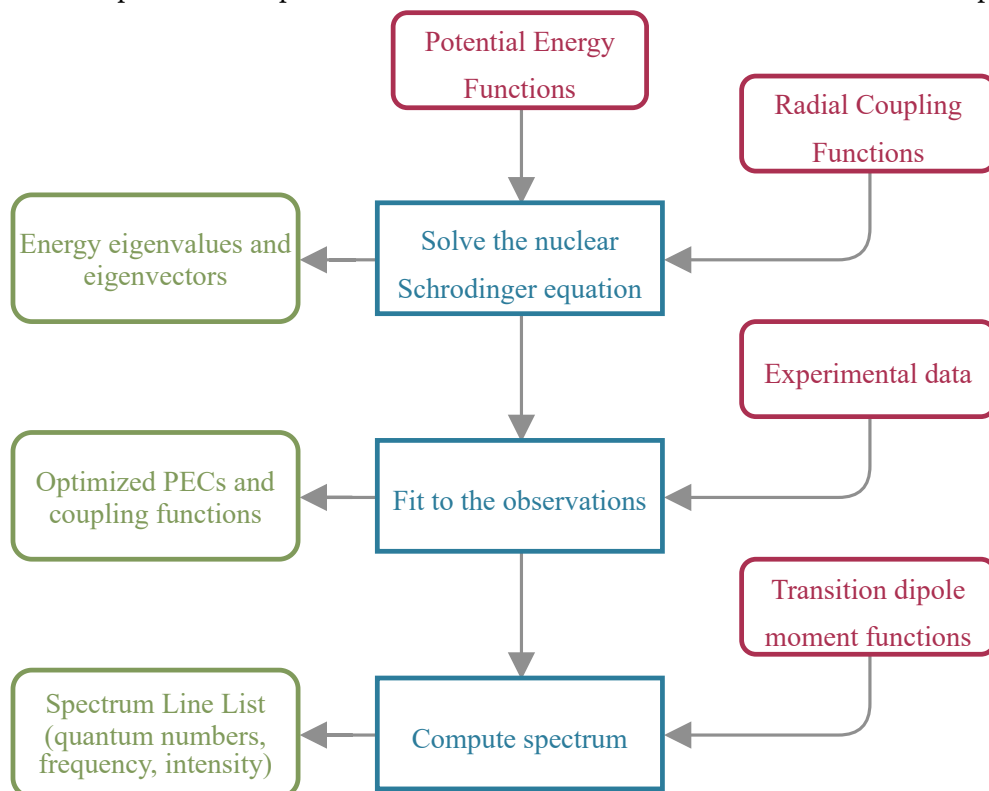 Potential Energy
Functions
Radial Coupling
Functions
Energy eigenvalues and
eigenvectors
Solve the nuclear
Schrodinger equation
Experimental data
Optimized PECs and
coupling functions
Fit to the observations
Transition dipole
moment functions
Spectrum Line List
(quantum numbers,
frequency, intensity)
Compute spectrum